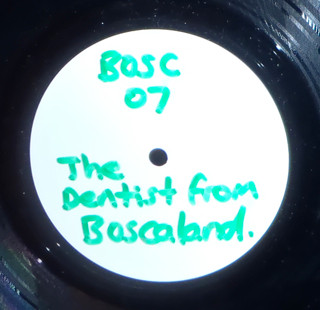 Basc
07
The
Dentist from
Bascaland.